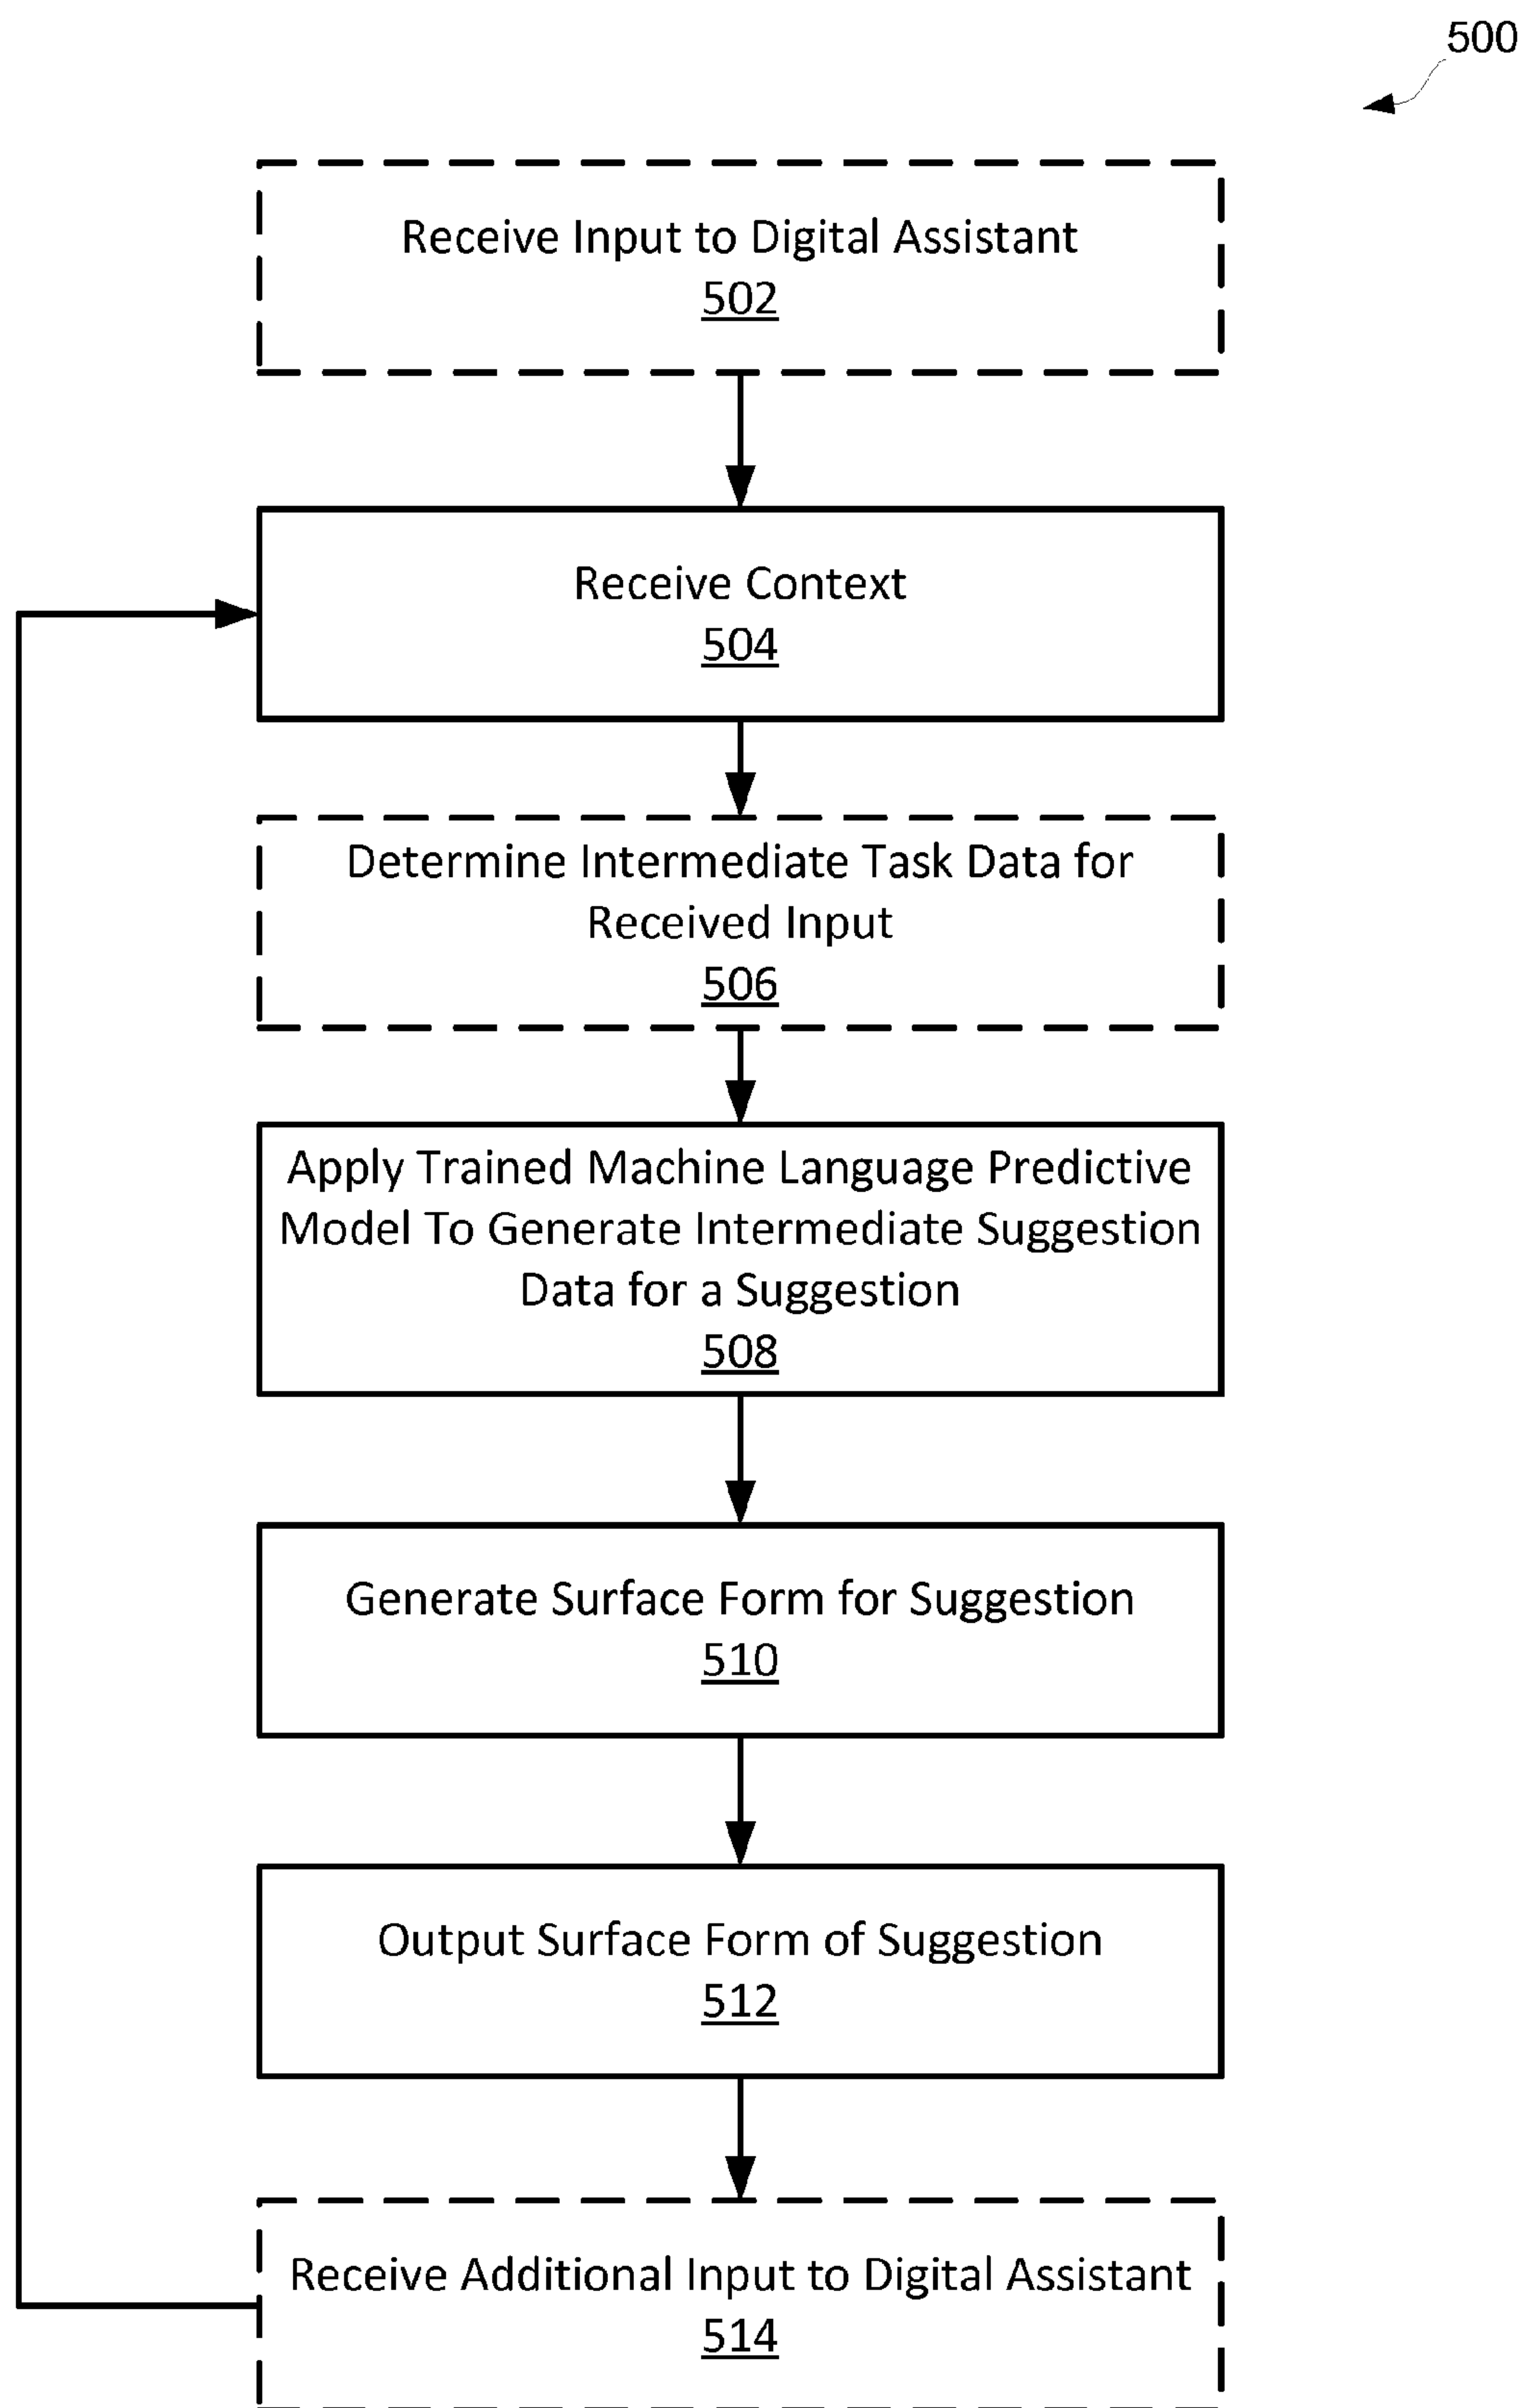 500
Receive Input to Digital Assistant
502
Receive Context
504
Determine Intermediate Task Data for
Received Input
506
Apply Trained Machine Language Predictive
Model To Generate Intermediate Suggestion
Data for a Suggestion
508
Generate Surface Form for Suggestion
510
Output Surface Form of Suggestion
512
Receive Additional Input to Digital Assistant
514